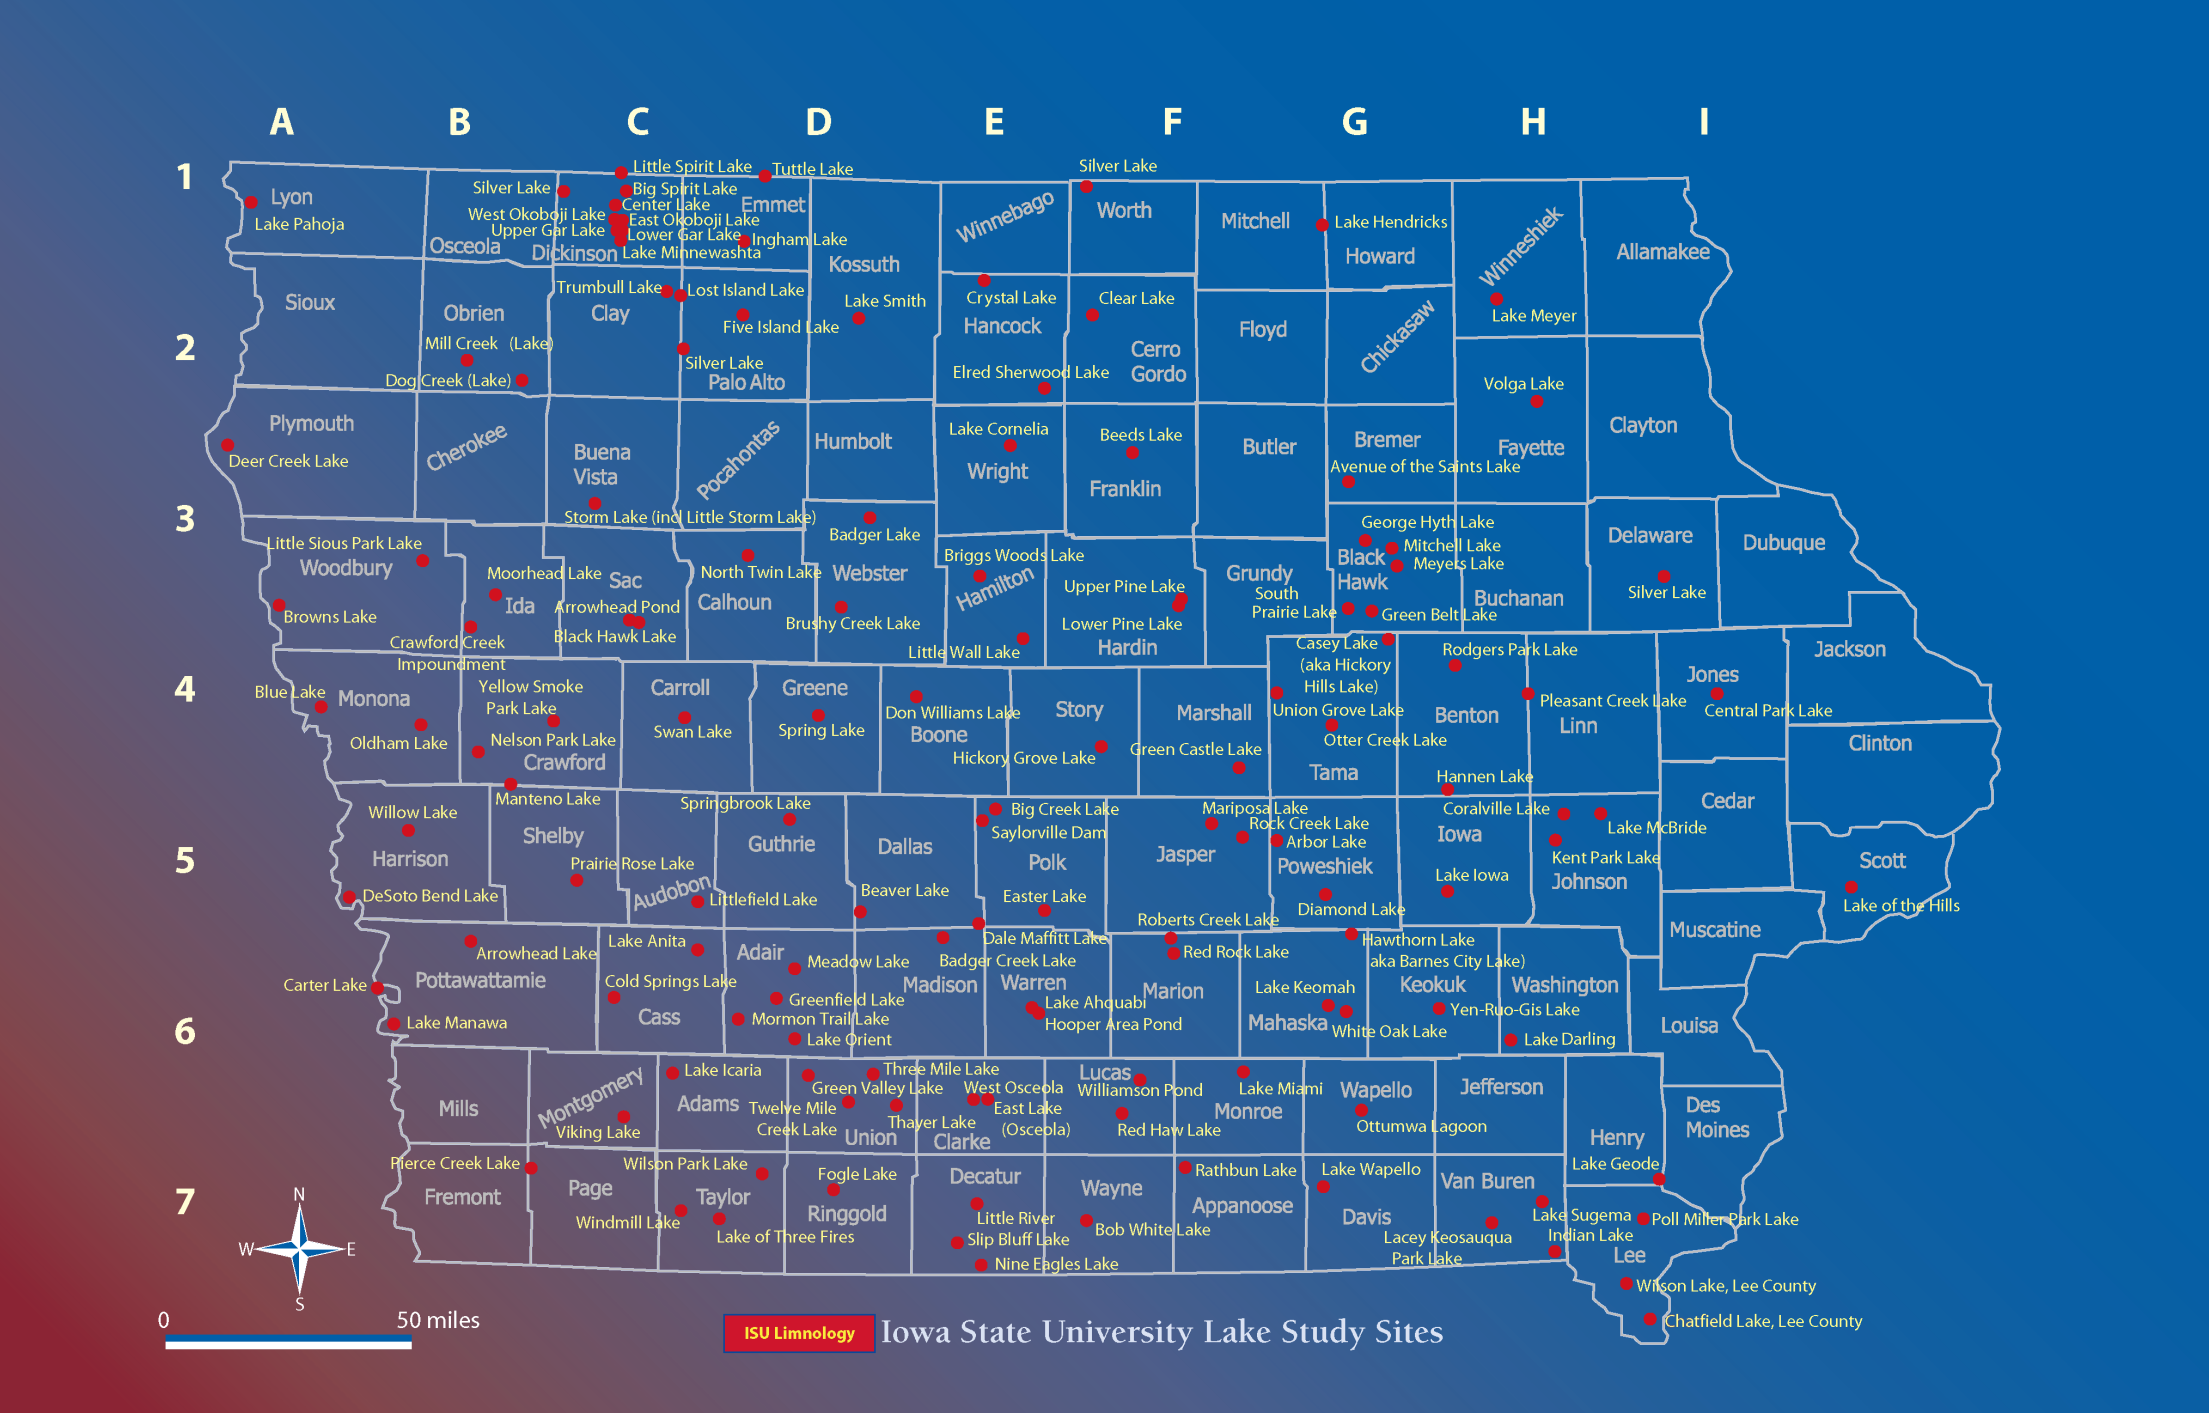 A B C D E F G H I
1
Little Spirit Lake
Tuttle Lake
Silver Lake
Silver Lake
Big Spirit Lake
Lyon
Center Lake
Emmet
Winnebago
Worth
Mitchell
Lake Hendricks
Winneshiek
Lake Pahoja
West Okoboji Lake
East Okoboji Lake
Upper Gar Lake
Lower Gar Lake
Ingham Lake
Osceola
Dickinson
Lake Minnewashta
Kossuth
Howard
Allamakee
Sioux
Trumbull Lake
Lost Island Lake
Lake Smith
Crystal Lake
Clear Lake
Lake Meyer
Obrien
Clay
Five Island Lake
Hancock
Floyd
Chickasaw
2
Mill Creek (Lake)
Silver Lake
Cerro
Gordo
Dog Creek (Lake)
Palo Alto
Elred Sherwood Lake
Volga Lake
Plymouth
Cherokee
Buena
Vista
Pocahontas
Humbolt
Lake Cornelia
Beeds Lake
Butler
Bremer
Fayette
Clayton
Deer Creek Lake
Wright
Franklin
Avenue of the Saints Lake
3
Storm Lake (incl Little Storm Lake)
Badger Lake
George Hyth Lake
Delaware
Dubuque
Little Sious Park Lake
Woodbury
Moorhead Lake
Ida
Sac
North Twin Lake
Webster
Briggs Woods Lake
Hamilton
Upper Pine Lake
Grundy
Black
Hawk
Mitchell Lake
Meyers Lake
Silver Lake
Browns Lake
Arrowhead Pond
Calhoun
Brushy Creek Lake
Lower Pine Lake
South
Prairie Lake
Green Belt Lake
Buchanan
Crawford Creek
Impoundment
Black Hawk Lake
Little Wall Lake
Hardin
Casey Lake
(aka Hickory
Hills Lake)
Rodgers Park Lake
Jackson
4
Blue Lake
Monona
Yellow Smoke
Park Lake
Carroll
Greene
Don Williams Lake
Story
Marshall
Union Grove Lake
Benton
Pleasant Creek Lake
Jones
Central Park Lake
Oldham Lake
Nelson Park Lake
Crawford
Swan Lake
Spring Lake
Boone
Hickory Grove Lake
Green Castle Lake
Otter Creek Lake
Linn
Clinton
Tama
Hannen Lake
Manteno Lake
Willow Lake
Springbrook Lake
Big Creek Lake
Mariposa Lake
Coralville Lake
Cedar
Shelby
Guthrie
Saylorville Dam
Rock Creek Lake
Iowa
Lake McBride
5
Harrison
Prairie Rose Lake
Dallas
Polk
Jasper
Arbor Lake
Poweshiek
Kent Park Lake
Scott
DeSoto Bend Lake
Audobon
Littlefield Lake
Beaver Lake
Easter Lake
Lake Iowa
Johnson
Lake of the Hills
Diamond Lake
Roberts Creek Lake
Arrowhead Lake
Lake Anita
Adair
Dale Maffitt Lake
Hawthorn Lake
aka Barnes City Lake)
Muscatine
Carter Lake
Pottawattamie
Cold Springs Lake
Meadow Lake
Badger Creek Lake
Red Rock Lake
Madison
Warren
Marion
Lake Keomah
Keokuk
Washington
Greenfield Lake
Lake Ahquabi
6
Lake Manawa
Cass
Mormon Trail Lake
Hooper Area Pond
Mahaska
White Oak Lake
Yen-Ruo-Gis Lake
Louisa
Lake Orient
Lake Darling
Mills
Montgomery
Lake Icaria
Adams
Three Mile Lake
Green Valley Lake
West Osceola
East Lake
(Osceola)
Lucas
Williamson Pond
Lake Miami
Wapello
Jefferson
Des
Moines
Viking Lake
Twelve Mile
Creek Lake
Thayer Lake
Union
Clarke
Red Haw Lake
Monroe
Ottumwa Lagoon
Henry
7
Pierce Creek Lake
Wilson Park Lake
Fogle Lake
Decatur
Rathbun Lake
Lake Wapello
Van Buren
Lake Geode
Fremont
Page
Taylor
Ringgold
Wayne
Appanoose
Davis
Windmill Lake
Lake of Three Fires
Little River
Slip Bluff Lake
Bob White Lake
Lacey Keosauqua
Park Lake
Lake Sugema
Indian Lake
Poll Miller Park Lake
Nine Eagles Lake
Lee
Wilson Lake, Lee County
Chatfield Lake, Lee County
N
W E
S
0 50 miles
ISU Limnology Iowa State University Lake Study Sites